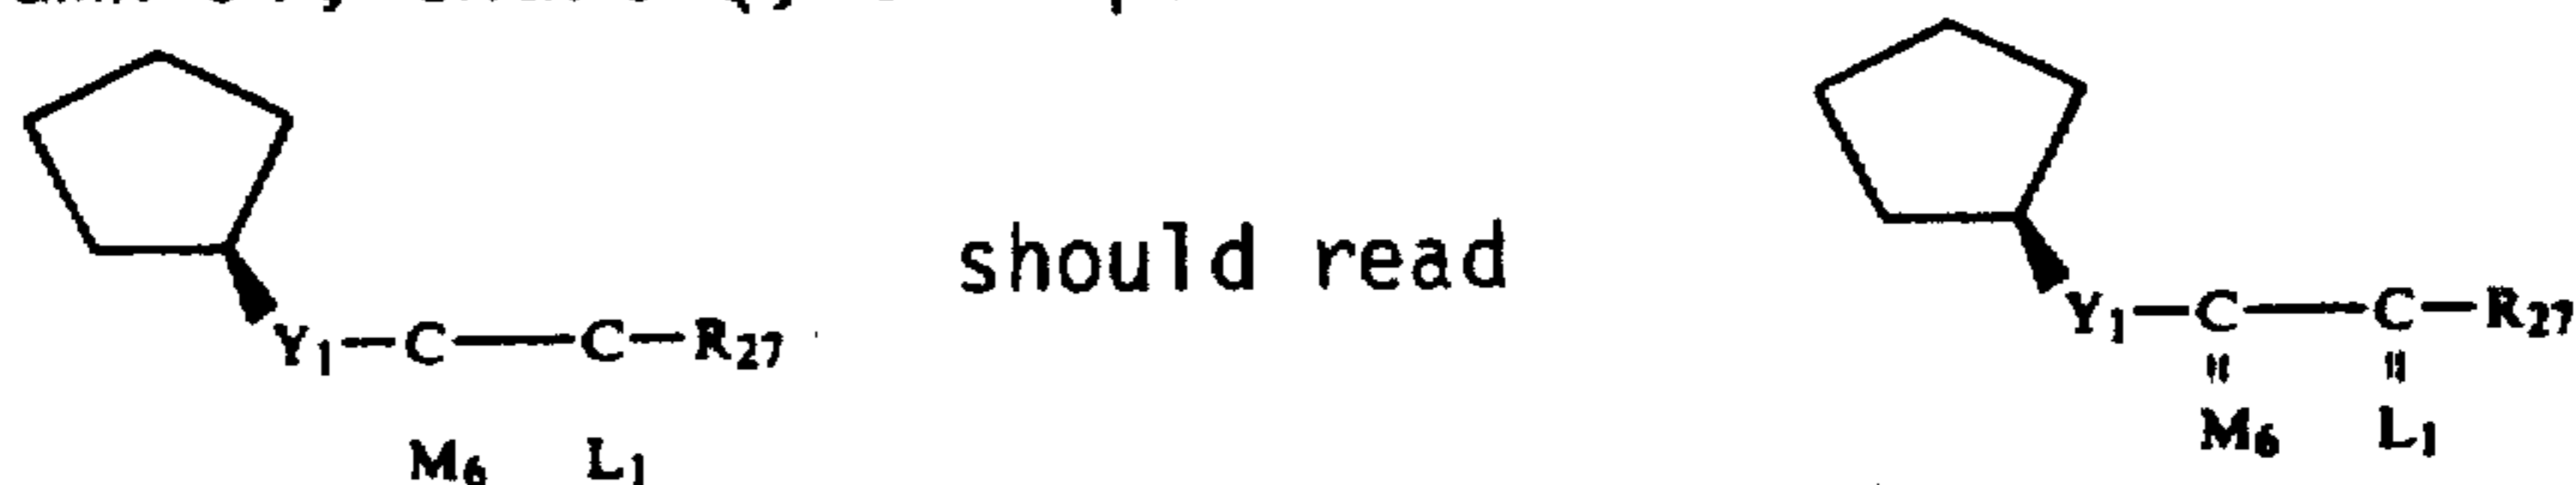 should read
Y1—C—C—R27 Y1—C—C—R27
M6 L1 M6 L1